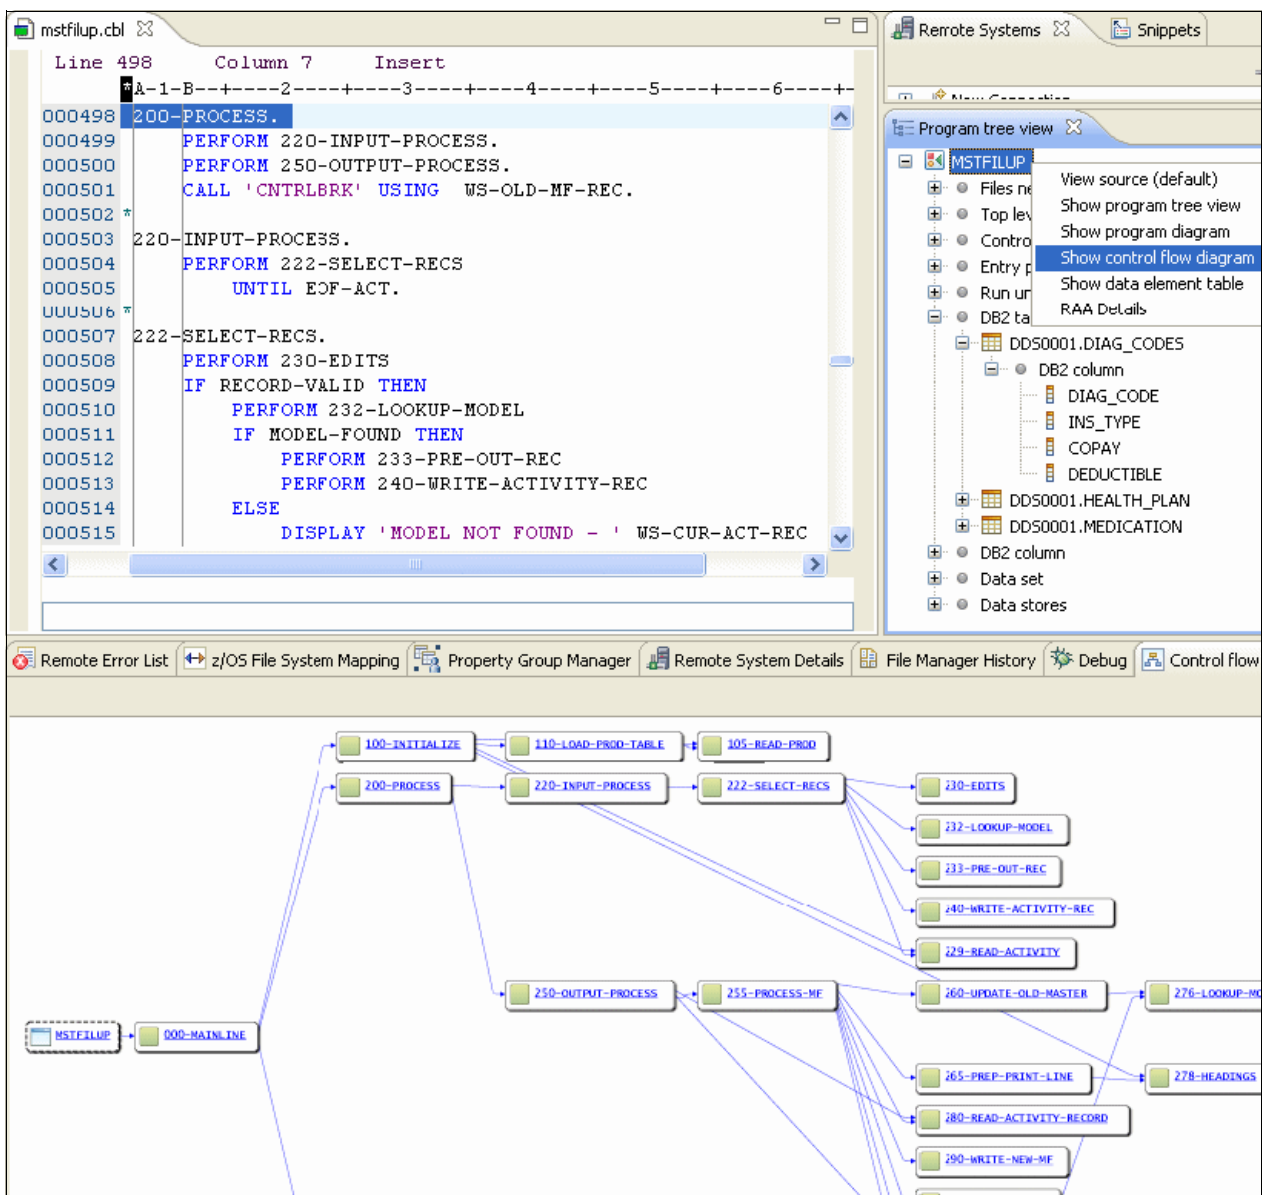 mstfilup.cbl
Line 498 Column 7 Insert
*A-1-B--+----2----+----3----+----4----+----5----+----6----+-
000498 200-PROCESS.
000499 PERFORM 220-INPUT-PROCESS.
000500 PERFORM 250-OUTPUT-PROCESS.
000501 CALL 'CNTRLBRK' USING WS-OLD-MF-REC.
000502 *
000503 220-INPUT-PROCESS.
000504 PERFORM 222-SELECT-RECS
000505 UNTIL EOF-ACT.
000506 *
000507 222-SELECT-RECS.
000508 PERFORM 230-EDITS
000509 IF RECORD-VALID THEN
000510 PERFORM 232-LOOKUP-MODEL
000511 IF MODEL-FOUND THEN
000512 PERFORM 233-PRE-OUT-REC
000513 PERFORM 240-WRITE-ACTIVITY-REC
000514 ELSE
000515 DISPLAY 'MODEL NOT FOUND - ' WS-CUR-ACT-REC
Remote Systems
Snippets
New Connection
Program tree view
MSTFILUP
Files ne
Top lev
Contro
Entry p
Run un
DB2 ta
View source (default)
Show program tree view
Show program diagram
Show control flow diagram
Show data element table
RAA Details
DDS0001.DIAG_CODES
DB2 column
DIAG_CODE
INS_TYPE
COPAY
DEDUCTIBLE
DDS0001.HEALTH_PLAN
DDS0001.MEDICATION
DB2 column
Data set
Data stores
Remote Error List
z/OS File System Mapping
Property Group Manager
Remote System Details
File Manager History
Debug
Control flow
100-INITIALIZE
110-LOAD-PROD-TABLE
105-READ-PROD
200-PROCESS
220-INPUT-PROCESS
222-SELECT-RECS
230-EDITS
232-LOOKUP-MODEL
233-PRE-OUT-REC
240-WRITE-ACTIVITY-REC
229-READ-ACTIVITY
250-OUTPUT-PROCESS
255-PROCESS-MF
260-UPDATE-OLD-MASTER
276-LOOKUP-MO
MSTFILUP
000-MAINLINE
265-PREP-PRINT-LINE
278-HEADINGS
280-READ-ACTIVITY-RECORD
290-WRITE-NEW-MF